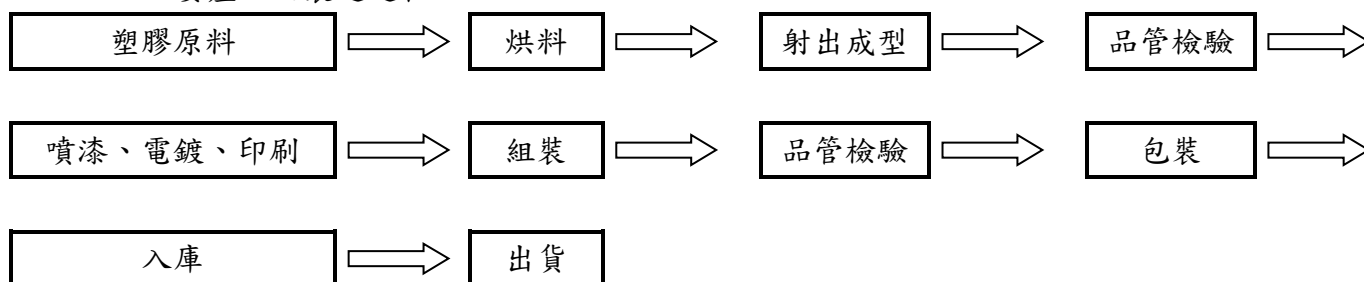 塑膠原料 烘料 射出成型 品管檢驗
噴漆、電鍍、印刷 組裝 品管檢驗 包裝
入庫 出貨